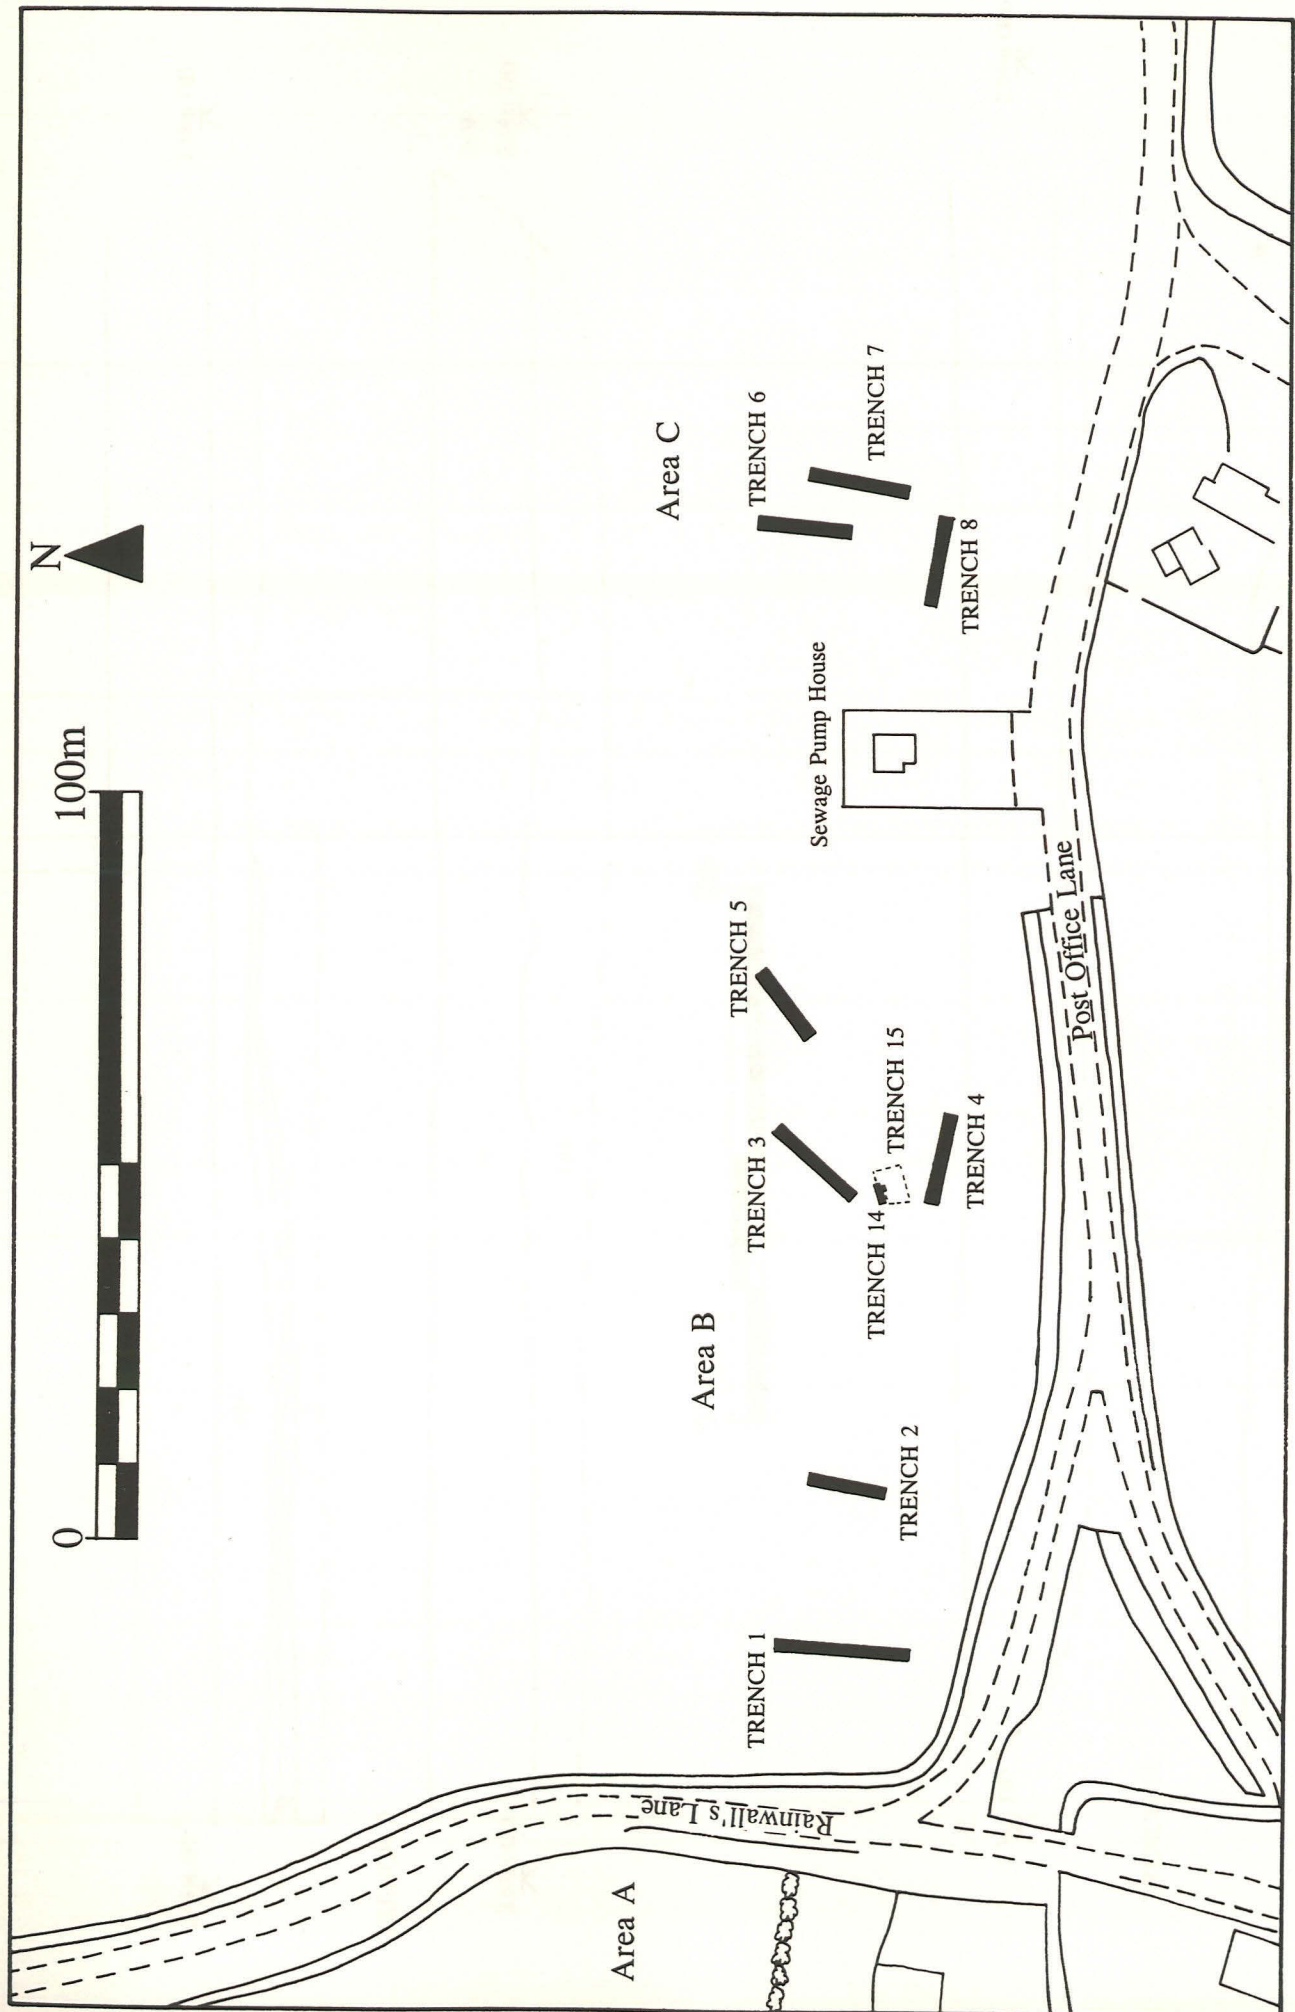 N
0
100m
Area C
TRENCH 6
TRENCH 7
TRENCH 8
Sewage Pump House
TRENCH 5
TRENCH 3
TRENCH 15
TRENCH 14
TRENCH 4
Area B
TRENCH 2
TRENCH 1
Post Office Lane
Rainwall's Lane
Area A